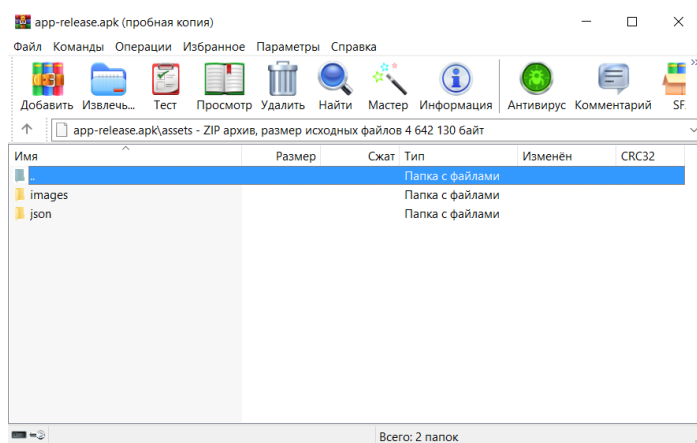 app-release.apk (пробная копия)
Файл Команды Операции Избранное Параметры Справка
Добавить Извлечь... Тест Просмотр Удалить Найти Мастер Информация Антивирус Комментарий SF
app-release.apk\assets - ZIP архив, размер исходных файлов 4 642 130 байт
Имя Размер Сжат Тип Изменён CRC32
.. Папка с файлами
images Папка с файлами
json Папка с файлами
Всего: 2 папок